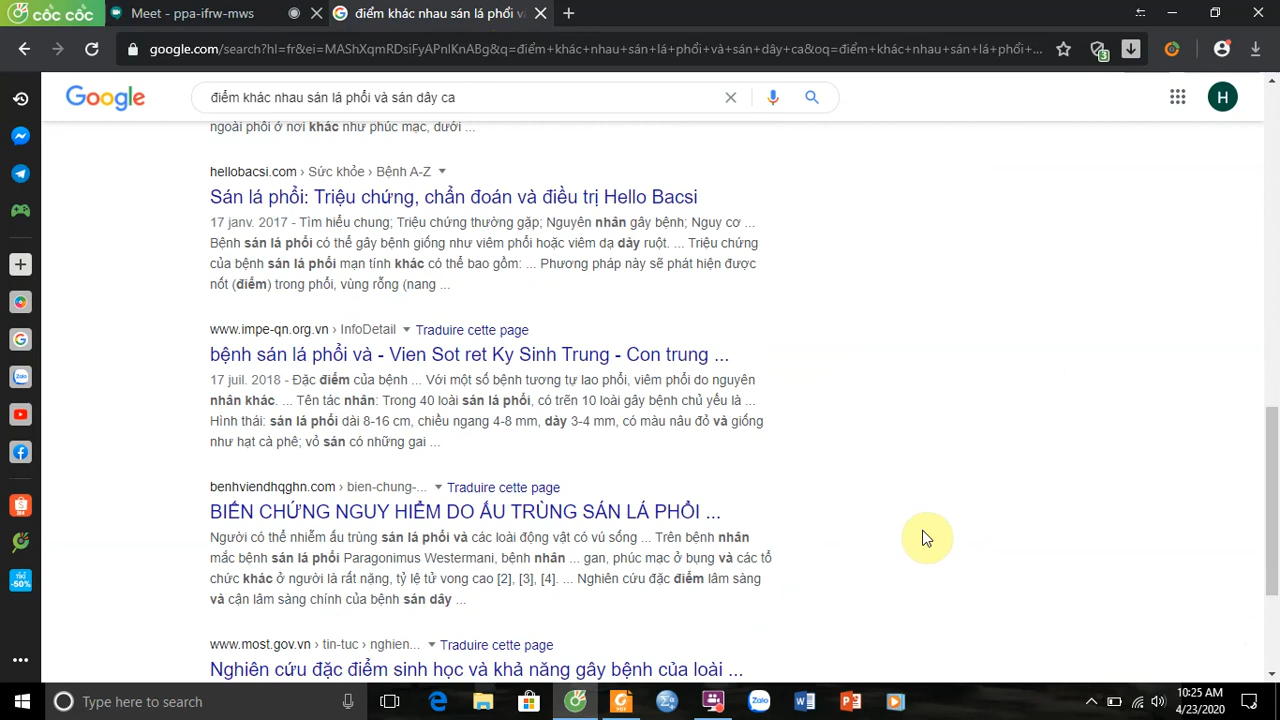 cốc cốc
Meet - ppa-ifrw-mws
điểm khác nhau sán lá phổi và
google.com/search?hl=fr&ei=MAShXqmRDsiFyAPnlKnABg&q=điểm+khác+nhau+sán+lá+phổi+và+sán+dây+ca&oq=điểm+khác+nhau+sán+lá+phổi+...
3
Google
điểm khác nhau sán lá phổi và sán dây ca
H
ngoài phổi ở nơi khác như phúc mạc, dưới ...
hellobacsi.com › Sức khỏe › Bệnh A-Z
Sán lá phổi: Triệu chứng, chẩn đoán và điều trị Hello Bacsi
17 janv. 2017 - Tìm hiểu chung; Triệu chứng thường gặp; Nguyên nhân gây bệnh; Nguy cơ ...
Bệnh sán lá phổi có thể gây bệnh giống như viêm phổi hoặc viêm dạ dày ruột. ... Triệu chứng
của bệnh sán lá phổi mạn tính khác có thể bao gồm: ... Phương pháp này sẽ phát hiện được
nốt (điểm) trong phổi, vùng rỗng (nang ...
www.impe-qn.org.vn › InfoDetail
Traduire cette page
bệnh sán lá phổi và - Vien Sot ret Ky Sinh Trung - Con trung ...
17 juil. 2018 - Đặc điểm của bệnh ... Với một số bệnh tương tự lao phổi, viêm phổi do nguyên
nhân khác. ... Tên tác nhân: Trong 40 loài sán lá phổi, có trên 10 loài gây bệnh chủ yếu là ...
Hình thái: sán lá phổi dài 8-16 cm, chiều ngang 4-8 mm, dày 3-4 mm, có màu nâu đỏ và giống
như hạt cà phê; vỏ sán có những gai ...
benhviendhqghn.com › bien-chung-...
Traduire cette page
BIẾN CHỨNG NGUY HIỂM DO ẤU TRÙNG SÁN LÁ PHỔI ...
Người có thể nhiễm ấu trùng sán lá phổi và các loài động vật có vú sống ... Trên bệnh nhân
mắc bệnh sán lá phổi Paragonimus Westermani, bệnh nhân ... gan, phúc mạc ở bụng và các tổ
chức khác ở người là rất nặng, tỷ lệ tử vong cao [2], [3], [4]. ... Nghiên cứu đặc điểm lâm sàng
và cận lâm sàng chính của bệnh sán dây ...
www.most.gov.vn › tin-tuc › nghien...
Traduire cette page
Nghiên cứu đặc điểm sinh học và khả năng gây bệnh của loài ...
Zalo
TIKI
-50%
Type here to search
Zalo
10:25 AM
4/23/2020